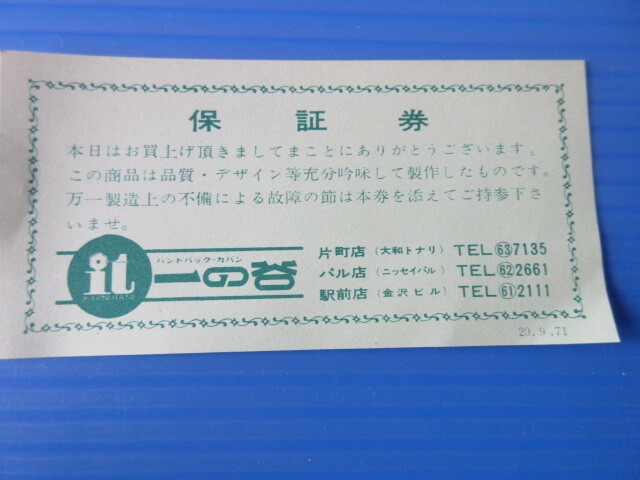 保証券
本日はお買上げ頂きましてまことにありがとうございます。
この商品は品質・デザイン等充分吟味して製作したものです。
万一製造上の不備による故障の節は本券を添えてご持参下さ
いませ。
it
ハンドバック・カバン
一の谷
片町店(大和トナリ) TEL63 7135
パル店(ニッセイパル) TEL62 2661
駅前店(金沢ビル) TEL61 2111
20.9.71